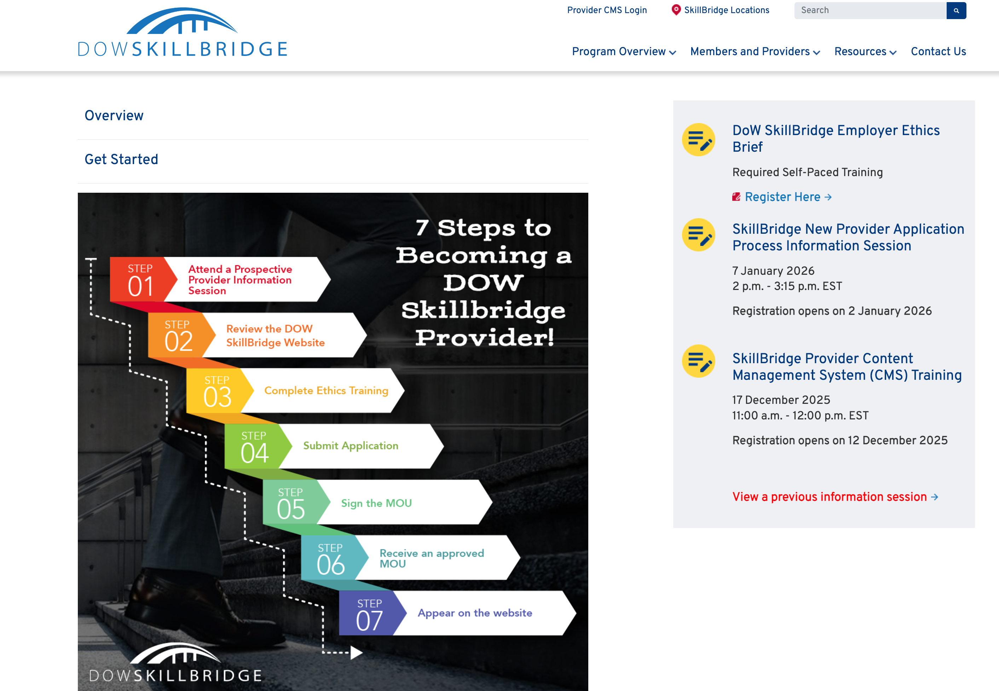 DOWSKILLBRIDGE
Provider CMS Login
SkillBridge Locations
Search
Program Overview
Members and Providers
Resources
Contact Us
Overview
Get Started
7 Steps to
Becoming a
DOW
Skillbridge
Provider!
STEP
01
Attend a Prospective
Provider Information
Session
STEP
02
Review the DOW
SkillBridge Website
STEP
03
Complete Ethics Training
STEP
04
Submit Application
STEP
05
Sign the MOU
STEP
06
Receive an approved
MOU
STEP
07
Appear on the website
DOWSKILLBRIDGE
DoW SkillBridge Employer Ethics
Brief
Required Self-Paced Training
Register Here →
SkillBridge New Provider Application
Process Information Session
7 January 2026
2 p.m. - 3:15 p.m. EST
Registration opens on 2 January 2026
SkillBridge Provider Content
Management System (CMS) Training
17 December 2025
11:00 a.m. - 12:00 p.m. EST
Registration opens on 12 December 2025
View a previous information session →